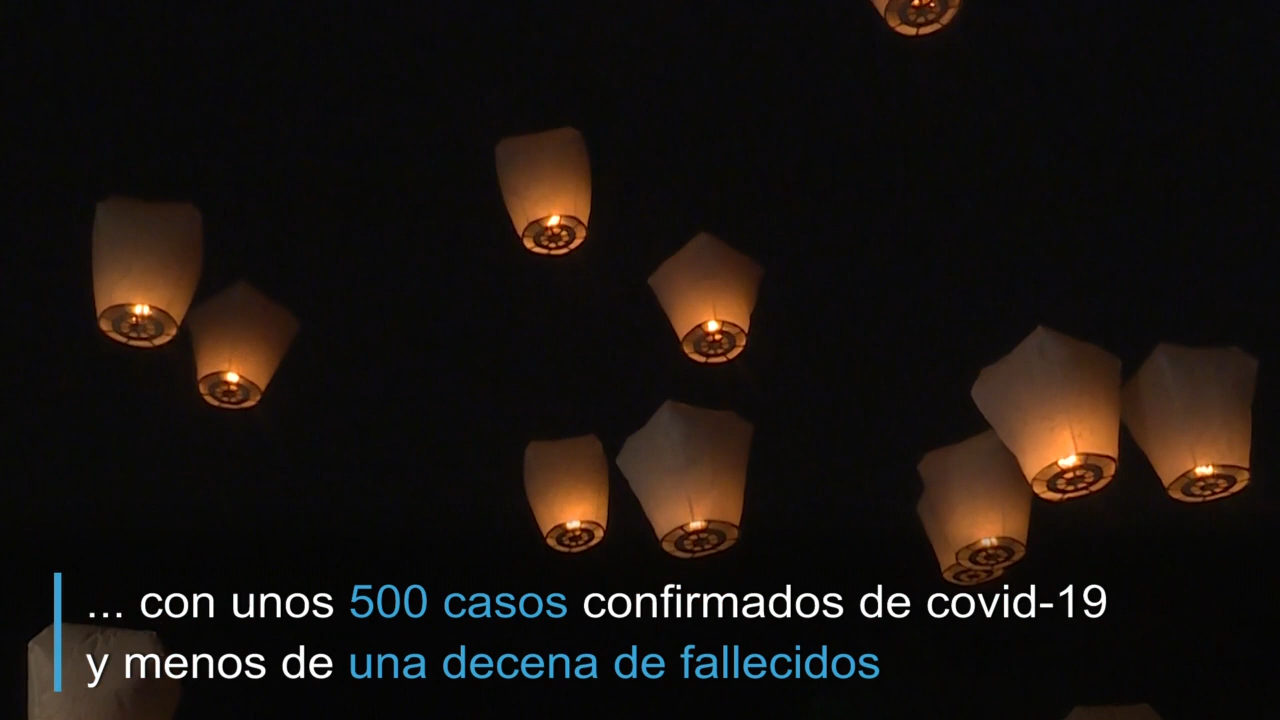 ... con unos 500 casos confirmados de covid-19
y menos de una decena de fallecidos